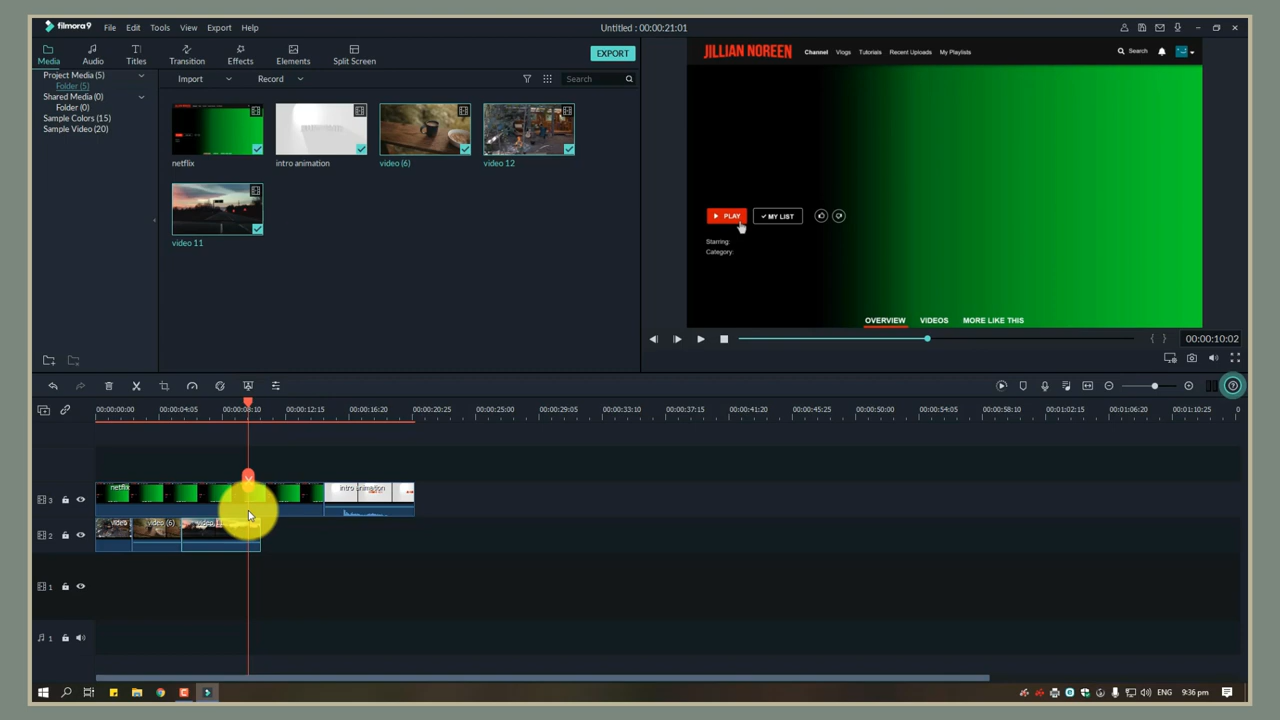 filmora9 File Edit Tools View Export Help Untitled : 00:00:21:01
Media Audio Titles Transition Effects Elements Split Screen EXPORT
Project Media (5)
Folder (5)
Shared Media (0)
Folder (0)
Sample Colors (15)
Sample Video (20)
Import Record Search
netflix intro animation video (6) video 12
video 11
JILLIAN NOREEN Channel Vlogs Tutorials Recent Uploads My Playlists Search
PLAY MY LIST
Starring:
Category:
OVERVIEW VIDEOS MORE LIKE THIS
00:00:10:02
00:00:00:00 00:00:04:05 00:00:08:10 00:00:12:15 00:00:16:20 00:00:20:25 00:00:25:00 00:00:29:05 00:00:33:10 00:00:37:15 00:00:41:20 00:00:45:25 00:00:50:00 00:00:54:05 00:00:58:10 00:01:02:15 00:01:06:20 00:01:10:25 0
3 netflix intro animation
2 video video (6)
1
1
ENG 9:36 pm